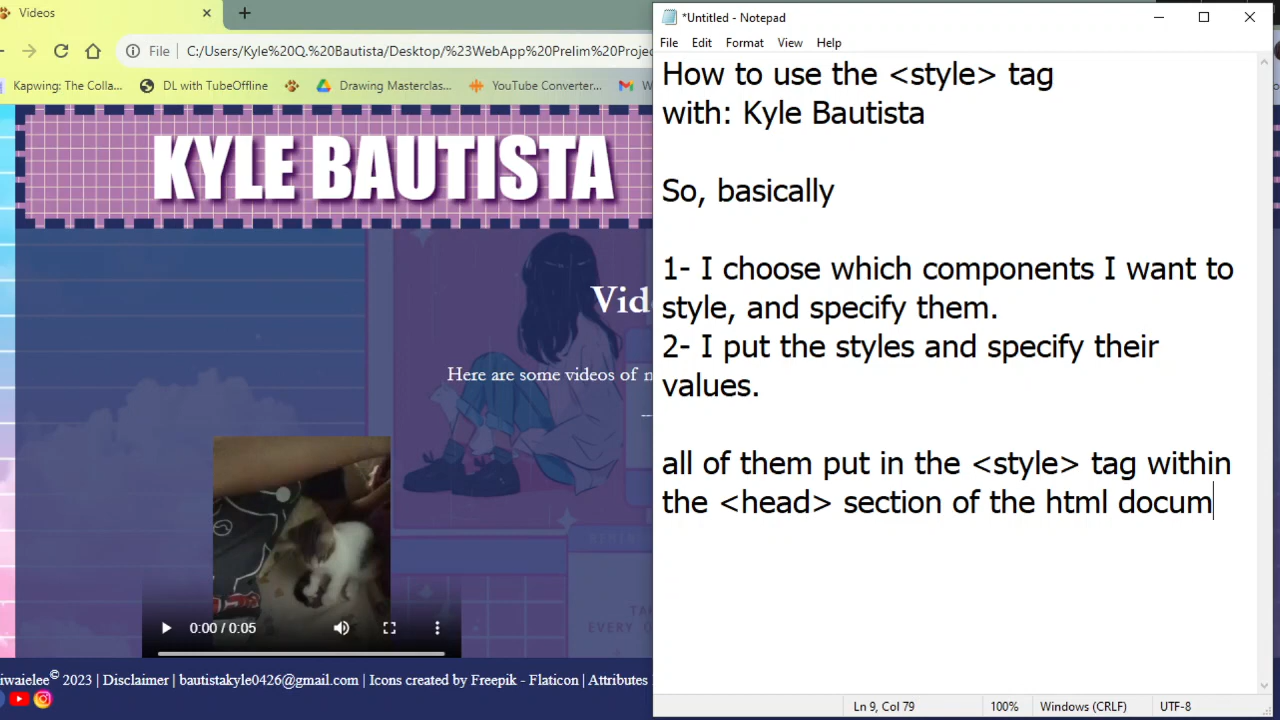 Videos
File
C:/Users/Kyle%20Q.%20Bautista/Desktop/%23WebApp%20Prelim%20Projec
Kapwing: The Colla...
DL with TubeOffline
Drawing Masterclas...
YouTube Converter...
KYLE BAUTISTA
Here are some videos of
0:00 / 0:05
© 2023 | Disclaimer | bautistakyle0426@gmail.com | Icons created by Freepik - Flaticon | Attributes
*Untitled - Notepad
File Edit Format View Help
How to use the <style> tag
with: Kyle Bautista
So, basically
1- I choose which components I want to
style, and specify them.
2- I put the styles and specify their
values.
all of them put in the <style> tag within
the <head> section of the html docum
Ln 9, Col 79
100%
Windows (CRLF)
UTF-8